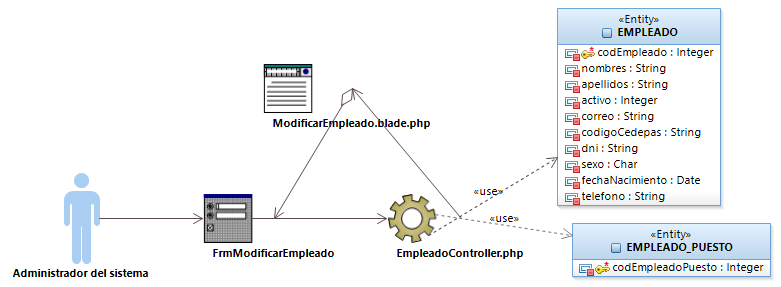 «Entity»
EMPLEADO
codEmpleado : Integer
nombres : String
apellidos : String
activo : Integer
correo : String
codigoCedepas : String
dni : String
sexo : Char
fechaNacimiento : Date
telefono : String
ModificarEmpleado.blade.php
«use»
«use»
Administrador del sistema
FrmModificarEmpleado
EmpleadoController.php
«Entity»
EMPLEADO_PUESTO
codEmpleadoPuesto : Integer